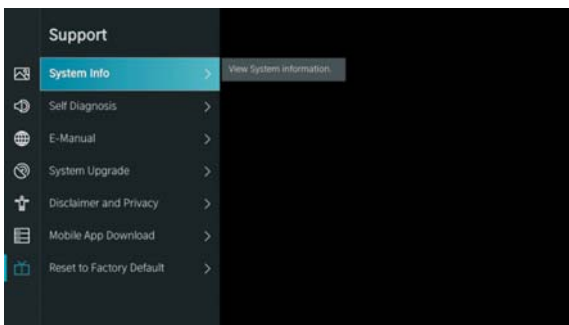 Support
System Info
View System information.
Self Diagnosis
E-Manual
System Upgrade
Disclaimer and Privacy
Mobile App Download
Reset to Factory Default